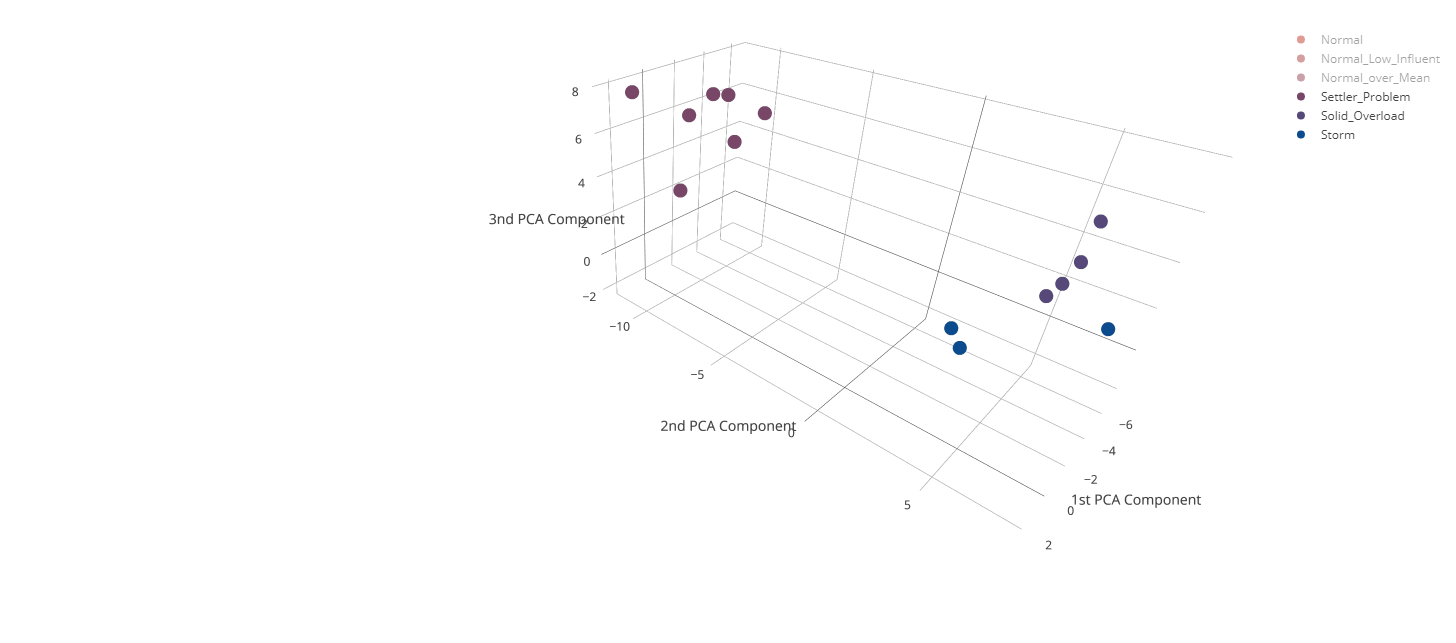 Normal
Normal_Low_Influent
Normal_over_Mean
Settler_Problem
Solid_Overload
Storm
8
6
4
2
0
−2
3nd PCA Component
−10
−5
0
5
2nd PCA Component
−6
−4
−2
0
2
1st PCA Component